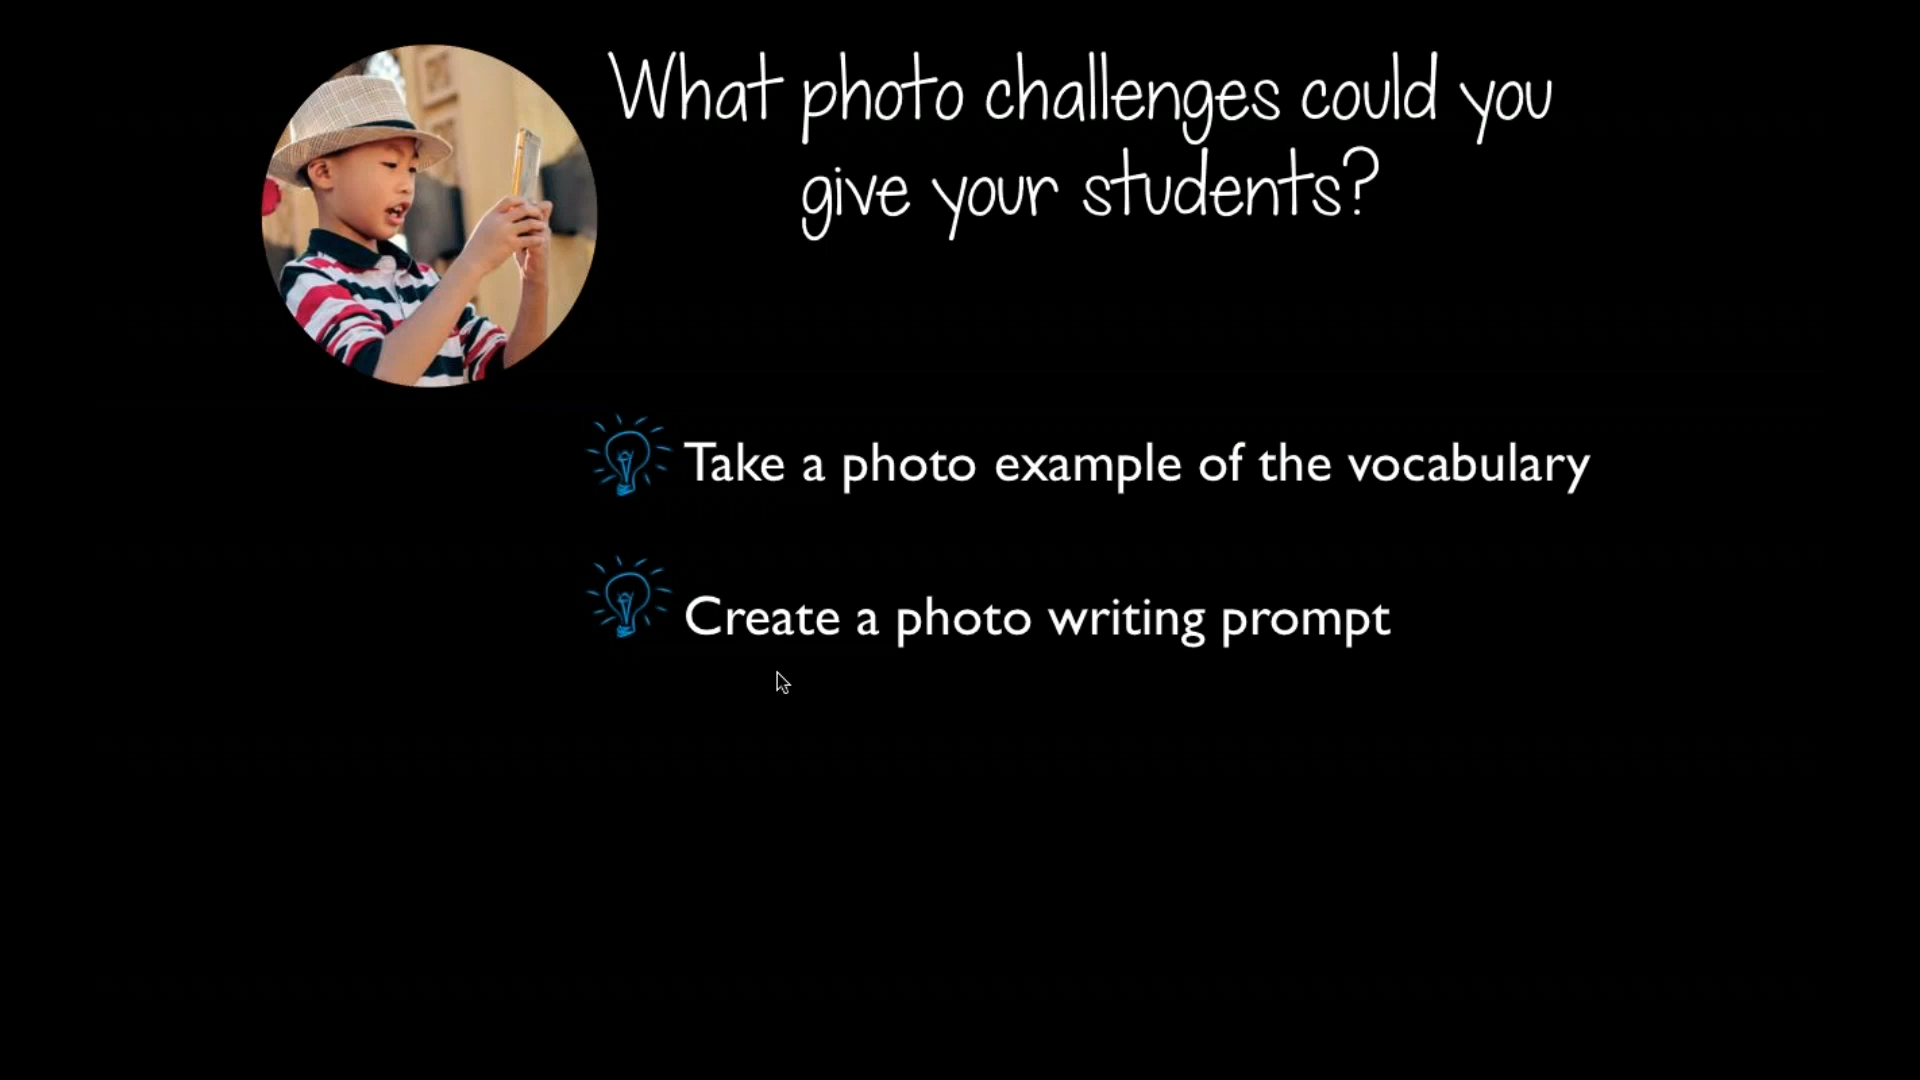 What photo challenges could you
give your students?
Take a photo example of the vocabulary
Create a photo writing prompt